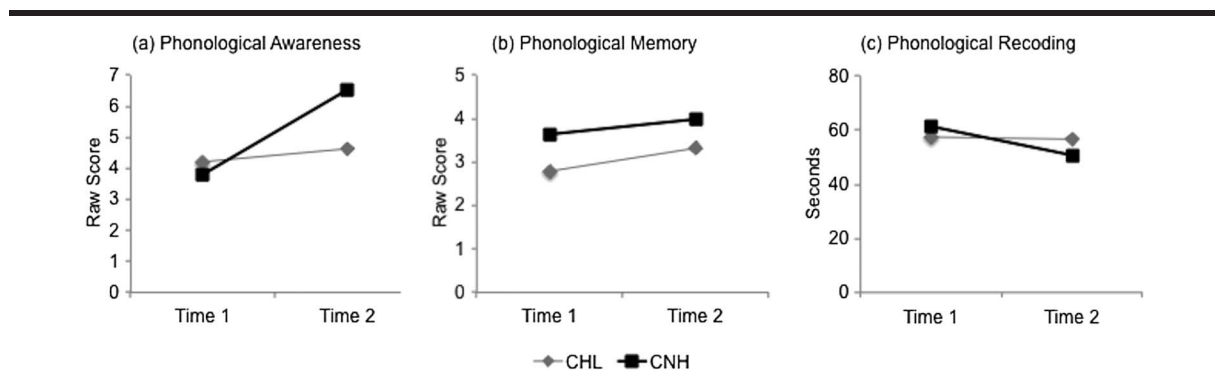 (a) Phonological Awareness
7
6
5
4
3
2
1
0
Raw Score
Time 1 Time 2
(b) Phonological Memory
5
4
3
2
1
0
Raw Score
Time 1 Time 2
(c) Phonological Recoding
80
60
40
20
0
Seconds
Time 1 Time 2
CHL CNH